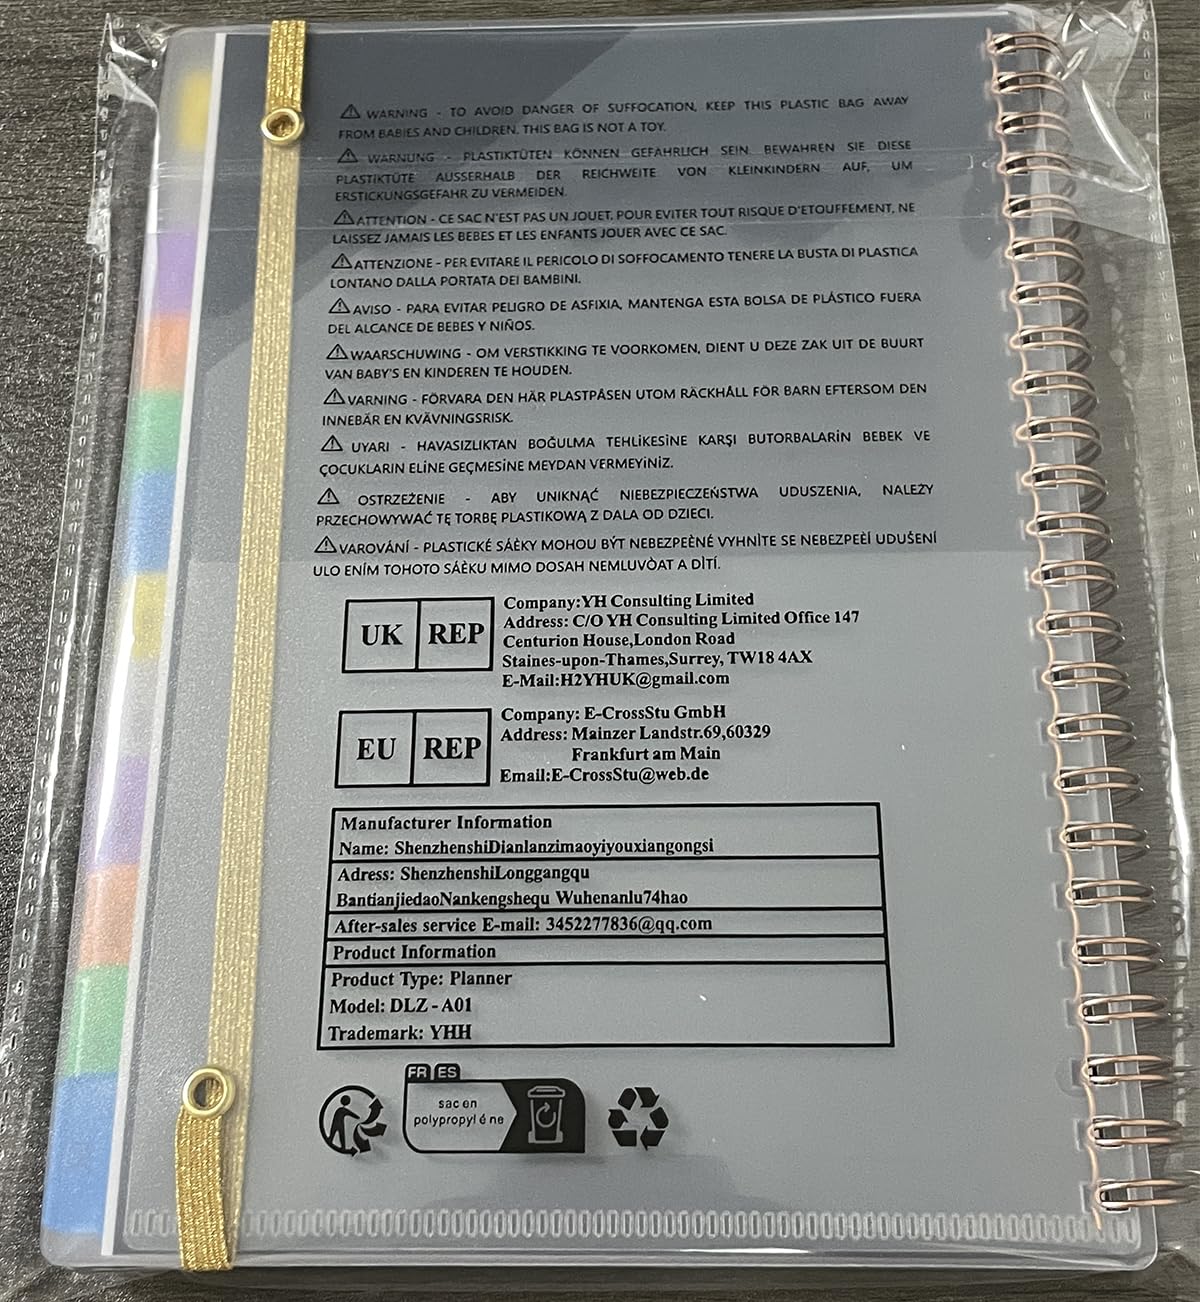 ⚠ WARNING - TO AVOID DANGER OF SUFFOCATION, KEEP THIS PLASTIC BAG AWAY
FROM BABIES AND CHILDREN. THIS BAG IS NOT A TOY.
⚠ WARNUNG - PLASTIKTÜTEN KÖNNEN GEFÄHRLICH SEIN. BEWAHREN SIE DIESE
PLASTIKTÜTE AUSSERHALB DER REICHWEITE VON KLEINKINDERN AUF, UM
ERSTICKUNGSGEFAHR ZU VERMEIDEN.
⚠ ATTENTION - CE SAC N'EST PAS UN JOUET. POUR EVITER TOUT RISQUE D'ETOUFFEMENT, NE
LAISSEZ JAMAIS LES BEBES ET LES ENFANTS JOUER AVEC CE SAC.
⚠ ATTENZIONE - PER EVITARE IL PERICOLO DI SOFFOCAMENTO TENERE LA BUSTA DI PLASTICA
LONTANO DALLA PORTATA DEI BAMBINI.
⚠ AVISO - PARA EVITAR PELIGRO DE ASFIXIA, MANTENGA ESTA BOLSA DE PLÁSTICO FUERA
DEL ALCANCE DE BEBES Y NIÑOS.
⚠ WAARSCHUWING - OM VERSTIKKING TE VOORKOMEN, DIENT U DEZE ZAK UIT DE BUURT
VAN BABY'S EN KINDEREN TE HOUDEN.
⚠ VARNING - FÖRVARA DEN HÄR PLASTPÅSEN UTOM RÄCKHÅLL FÖR BARN EFTERSOM DEN
INNEBÄR EN KVÄVNINGSRISK.
⚠ UYARI - HAVASIZLIKTAN BOĞULMA TEHLİKESİNE KARŞI BUTORBALARİN BEBEK VE
ÇOCUKLARIN ELİNE GEÇMESİNE MEYDAN VERMEYİNİZ.
⚠ OSTRZEŻENIE - ABY UNIKNĄĆ NIEBEZPIECZEŃSTWA UDUSZENIA, NALEŻY
PRZECHOWYWAĆ TĘ TORBĘ PLASTIKOWĄ Z DALA OD DZIECI.
⚠ VAROVÁNÍ - PLASTICKÉ SÁÈKY MOHOU BÝT NEBEZPEÈNÉ VYHNÌTE SE NEBEZPEÈÍ UDUŠENÍ
ULO ENÍM TOHOTO SÁÈKU MIMO DOSAH NEMLUVÒAT A DÌTÍ.
UK REP
Company:YH Consulting Limited
Address: C/O YH Consulting Limited Office 147
Centurion House,London Road
Staines-upon-Thames,Surrey, TW18 4AX
E-Mail:H2YHUK@gmail.com
EU REP
Company: E-CrossStu GmbH
Address: Mainzer Landstr.69,60329
Frankfurt am Main
Email:E-CrossStu@web.de
Manufacturer Information
Name: ShenzhenshiDianlanzimaoyiyouxiangongsi
Adress: ShenzhenshiLonggangqu
BantianjiedaoNankengshequ Wuhenanlu74hao
After-sales service E-mail: 3452277836@qq.com
Product Information
Product Type: Planner
Model: DLZ - A01
Trademark: YHH
FR ES
sac en
polypropyl é ne